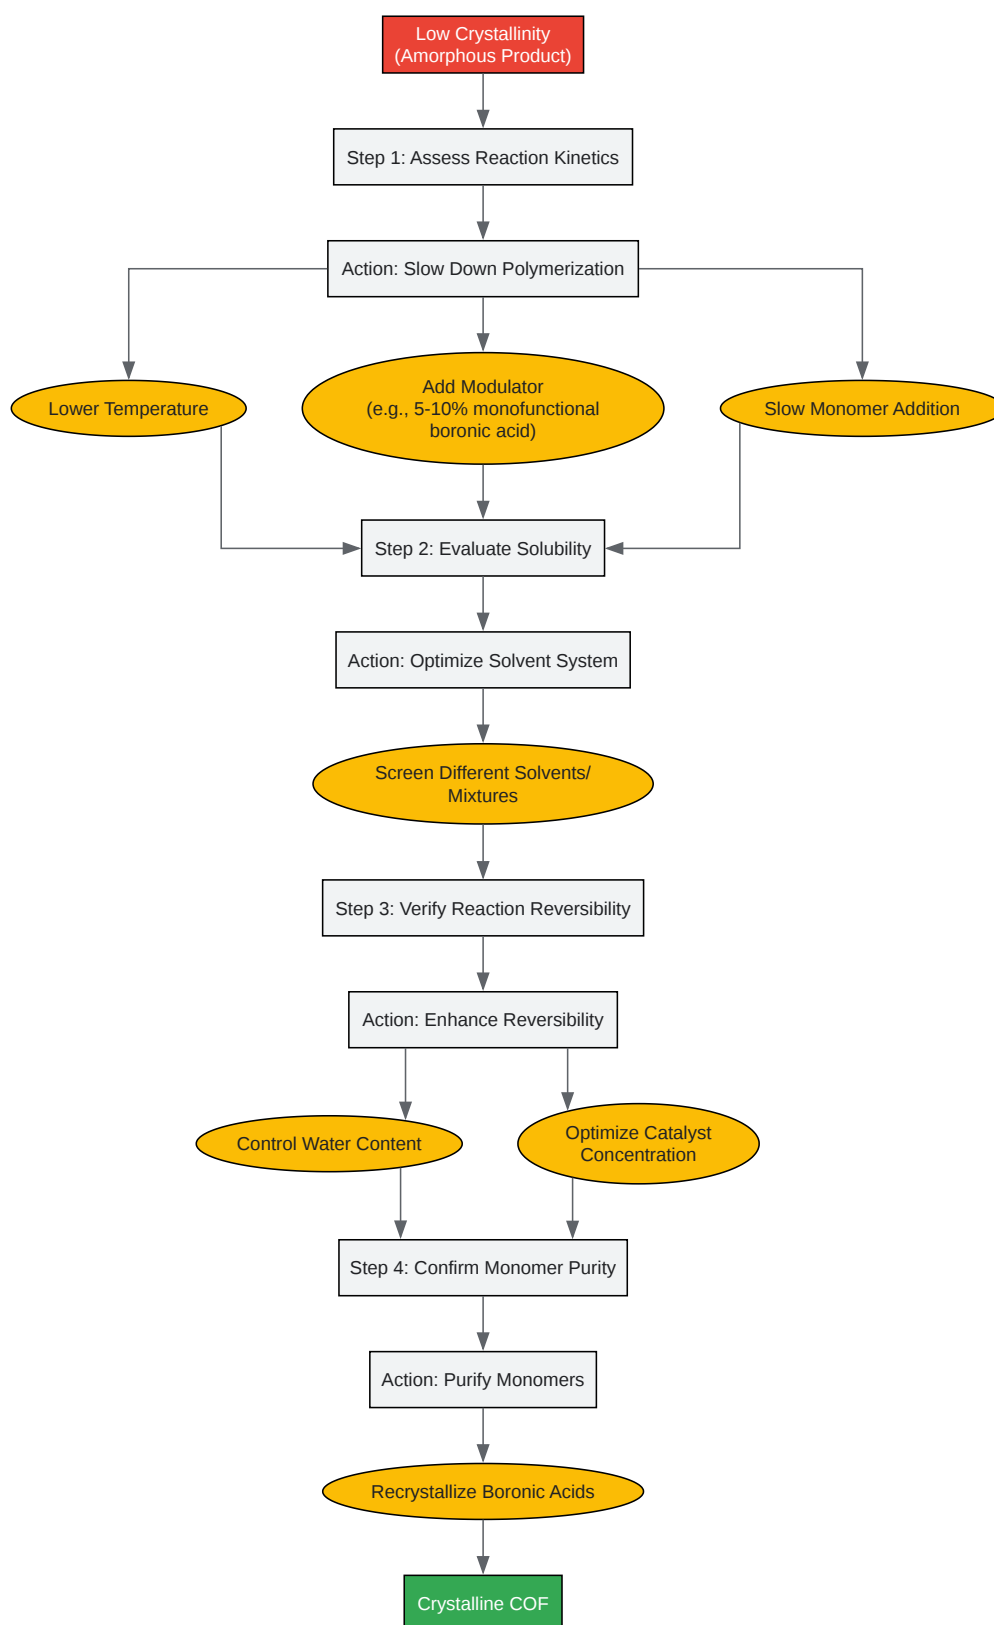 Low Crystallinity
(Amorphous Product)
Step 1: Assess Reaction Kinetics
Action: Slow Down Polymerization
Lower Temperature
Add Modulator
(e.g., 5-10% monofunctional
boronic acid)
Slow Monomer Addition
Step 2: Evaluate Solubility
Action: Optimize Solvent System
Screen Different Solvents/
Mixtures
Step 3: Verify Reaction Reversibility
Action: Enhance Reversibility
Control Water Content
Optimize Catalyst
Concentration
Step 4: Confirm Monomer Purity
Action: Purify Monomers
Recrystallize Boronic Acids
Crystalline COF